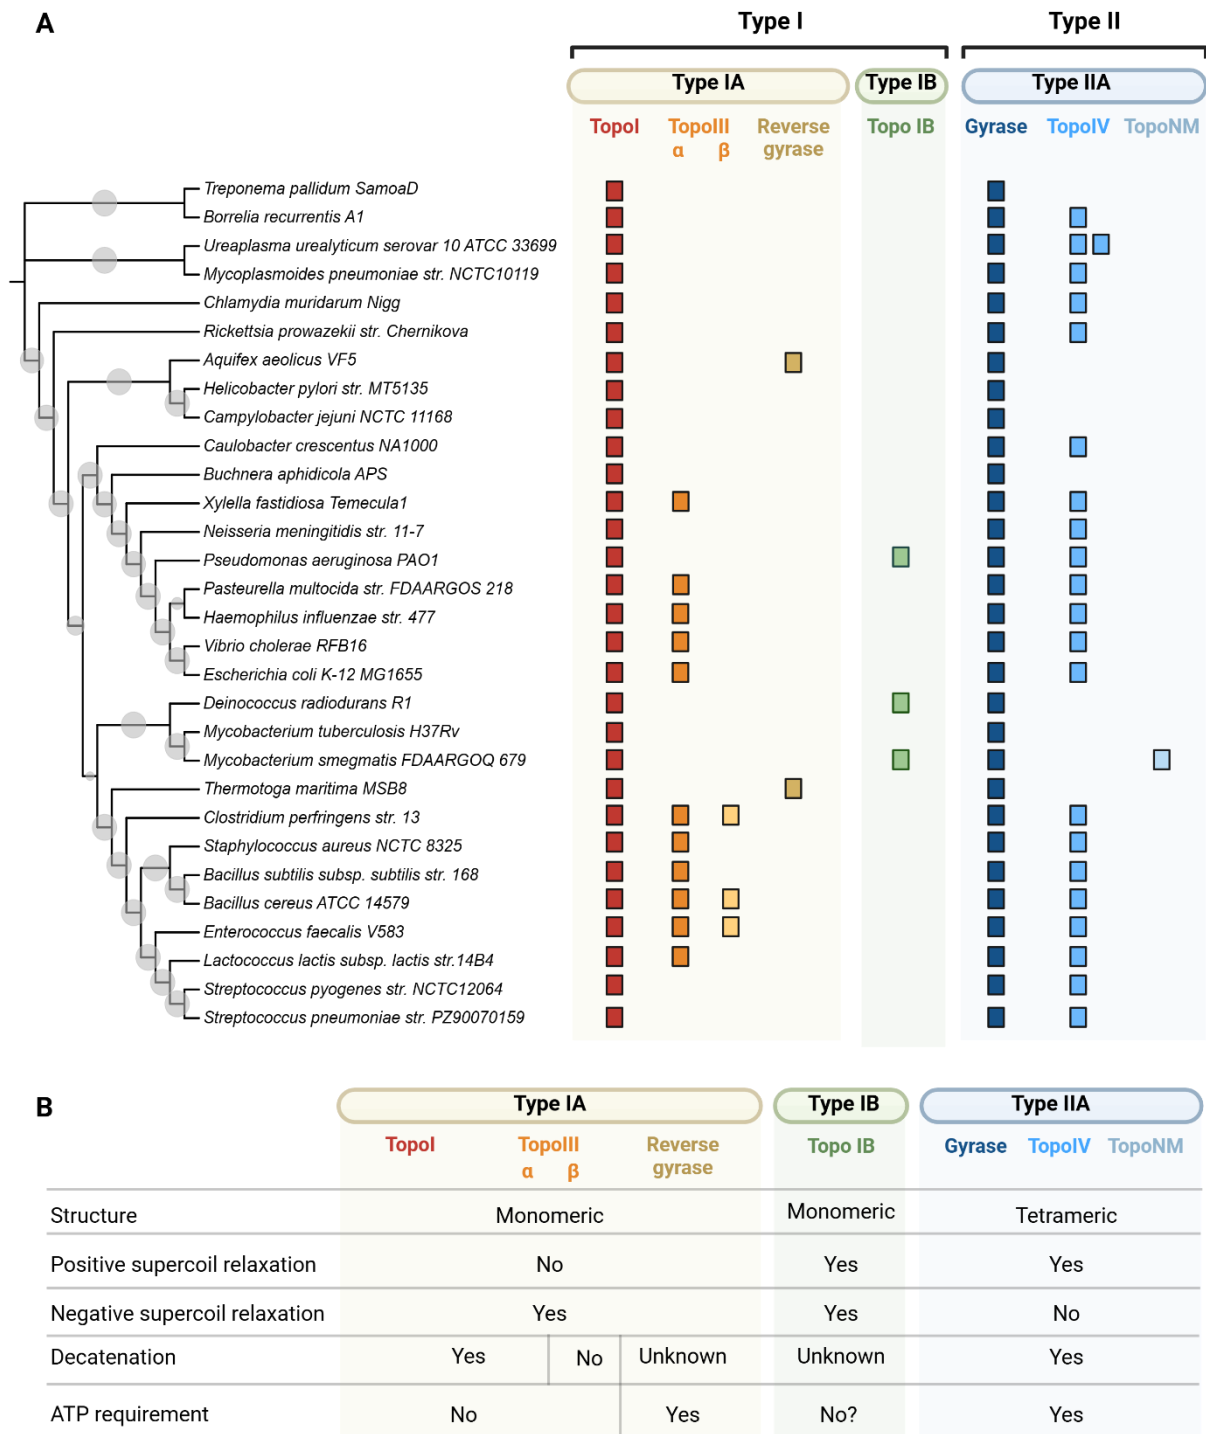 A
Type I Type II
Type IA Type IB Type IIA
TopoI TopoIII Reverse gyrase Topo IB Gyrase TopoIV TopoNM
α β
Treponema pallidum SamoaD
Borrelia recurrentis A1
Ureaplasma urealyticum serovar 10 ATCC 33699
Mycoplasmoides pneumoniae str. NCTC10119
Chlamydia muridarum Nigg
Rickettsia prowazekii str. Chernikova
Aquifex aeolicus VF5
Helicobacter pylori str. MT5135
Campylobacter jejuni NCTC 11168
Caulobacter crescentus NA1000
Buchnera aphidicola APS
Xylella fastidiosa Temecula1
Neisseria meningitidis str. 11-7
Pseudomonas aeruginosa PAO1
Pasteurella multocida str. FDAARGOS 218
Haemophilus influenzae str. 477
Vibrio cholerae RFB16
Escherichia coli K-12 MG1655
Deinococcus radiodurans R1
Mycobacterium tuberculosis H37Rv
Mycobacterium smegmatis FDAARGOQ 679
Thermotoga maritima MSB8
Clostridium perfringens str. 13
Staphylococcus aureus NCTC 8325
Bacillus subtilis subsp. subtilis str. 168
Bacillus cereus ATCC 14579
Enterococcus faecalis V583
Lactococcus lactis subsp. lactis str.14B4
Streptococcus pyogenes str. NCTC12064
Streptococcus pneumoniae str. PZ90070159
B
Type IA Type IB Type IIA
TopoI TopoIII Reverse gyrase Topo IB Gyrase TopoIV TopoNM
α β
Structure Monomeric Monomeric Tetrameric
Positive supercoil relaxation No Yes Yes
Negative supercoil relaxation Yes Yes No
Decatenation Yes No Unknown Unknown Yes
ATP requirement No Yes No? Yes